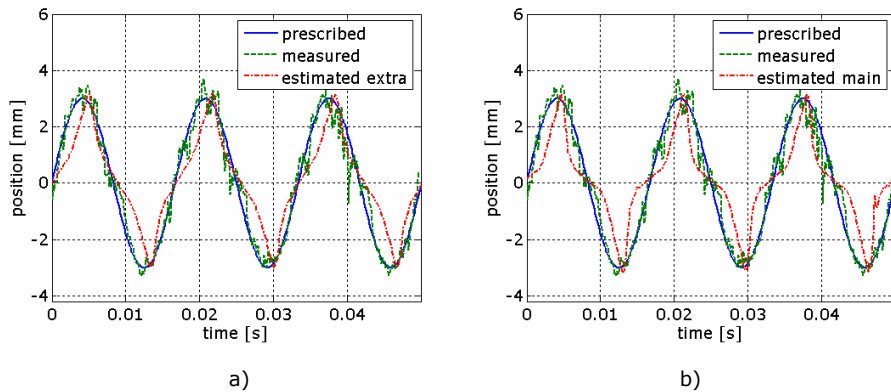 prescribed
measured
estimated extra
position [mm]
6
4
2
0
-2
-4
0
0.01
0.02
0.03
0.04
time [s]
a)
prescribed
measured
estimated main
position [mm]
6
4
2
0
-2
-4
0
0.01
0.02
0.03
0.04
time [s]
b)